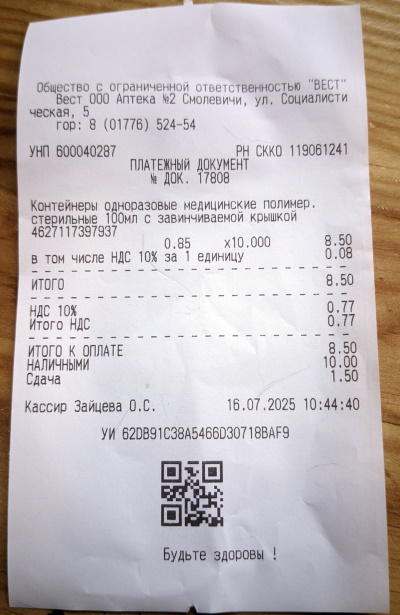 Общество с ограниченной ответственностью "ВЕСТ"
Вест ООО Аптека №2 Смолевичи, ул. Социалисти
ческая, 5
гор: 8 (01776) 524-54
УНП 600040287 РН СККО 119061241
ПЛАТЕЖНЫЙ ДОКУМЕНТ
№ ДОК. 17808
Контейнеры одноразовые медицинские полимер.
стерильные 100мл с завинчиваемой крышкой
4627117397937
0.85 x10.000 8.50
в том числе НДС 10% за 1 единицу 0.08
ИТОГО 8.50
НДС 10% 0.77
Итого НДС 0.77
ИТОГО К ОПЛАТЕ 8.50
НАЛИЧНЫМИ 10.00
Сдача 1.50
Кассир Зайцева О.С. 16.07.2025 10:44:40
УИ 62DB91C38A5466D30718BAF9
Будьте здоровы !